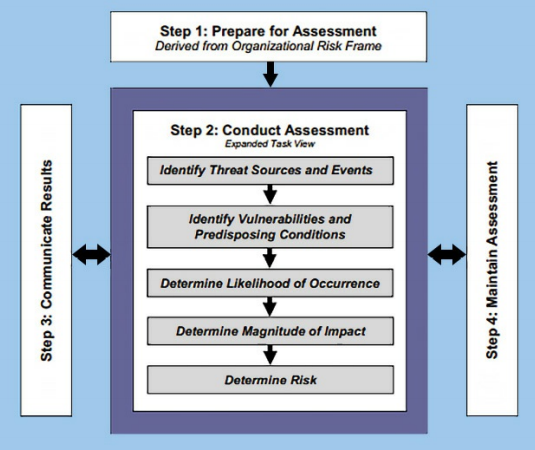 Step 1: Prepare for Assessment
Derived from Organizational Risk Frame
Step 2: Conduct Assessment
Expanded Task View
Identify Threat Sources and Events
Identify Vulnerabilities and
Predisposing Conditions
Determine Likelihood of Occurrence
Determine Magnitude of Impact
Determine Risk
Step 3: Communicate Results
Step 4: Maintain Assessment